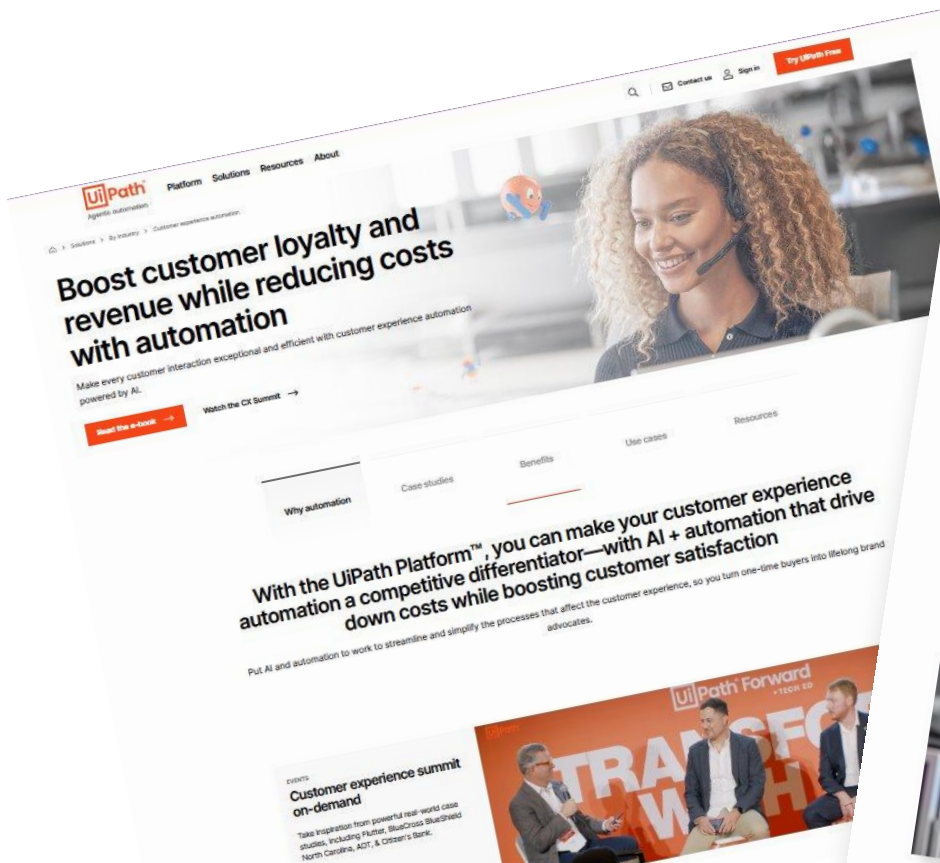 Contact us
Sign in
Try UiPath Free
UiPath
Agentic automation
Platform Solutions Resources About
Solutions > By industry > Customer experience automation
Boost customer loyalty and
revenue while reducing costs
with automation
Make every customer interaction exceptional and efficient with customer experience automation
powered by AI.
Read the e-book →
Watch the CX Summit →
Why automation
Case studies
Benefits
Use cases
Resources
With the UiPath Platform™, you can make your customer experience
automation a competitive differentiator—with AI + automation that drive
down costs while boosting customer satisfaction
Put AI and automation to work to streamline and simplify the processes that affect the customer experience, so you turn one-time buyers into lifelong brand
advocates.
EVENTS
Customer experience summit
on-demand
Take inspiration from powerful real-world case
studies, including Flutter, BlueCross BlueShield
North Carolina, ADT, & Citizen's Bank.
UiPath
UiPath Forward
+TECH ED
TRANSFO
W TH